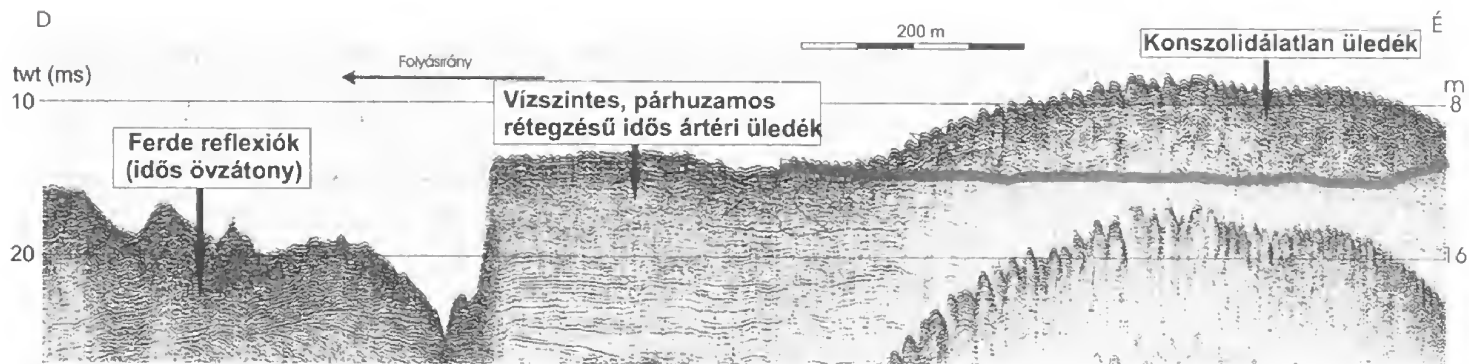 D
É
200 m
Konszolidálatlan üledék
Folyásirány
twt (ms)
m
10
8
Vízszintes, párhuzamos
rétegzésű idős ártéri üledék
Ferde reflexiók
(idős övzátony)
20
16